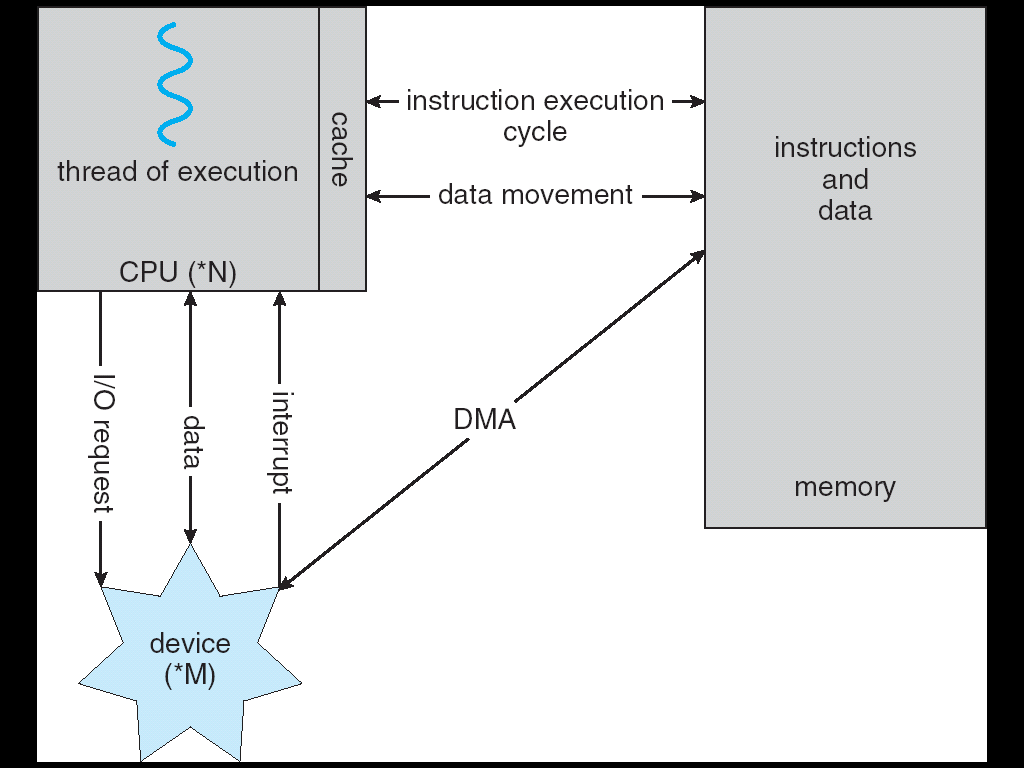 thread of execution
CPU (*N)
cache
instruction execution
cycle
data movement
instructions
and
data
memory
DMA
I/O request
data
interrupt
device
(*M)